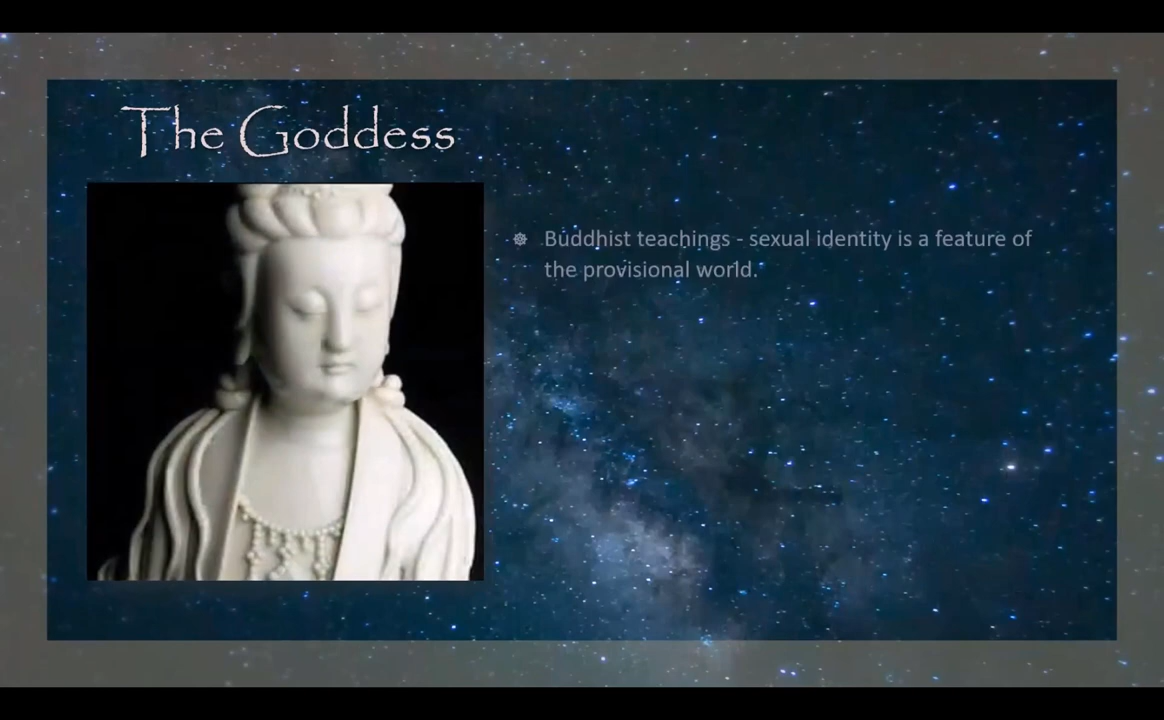 The Goddess
Buddhist teachings - sexual identity is a feature of
the provisional world.